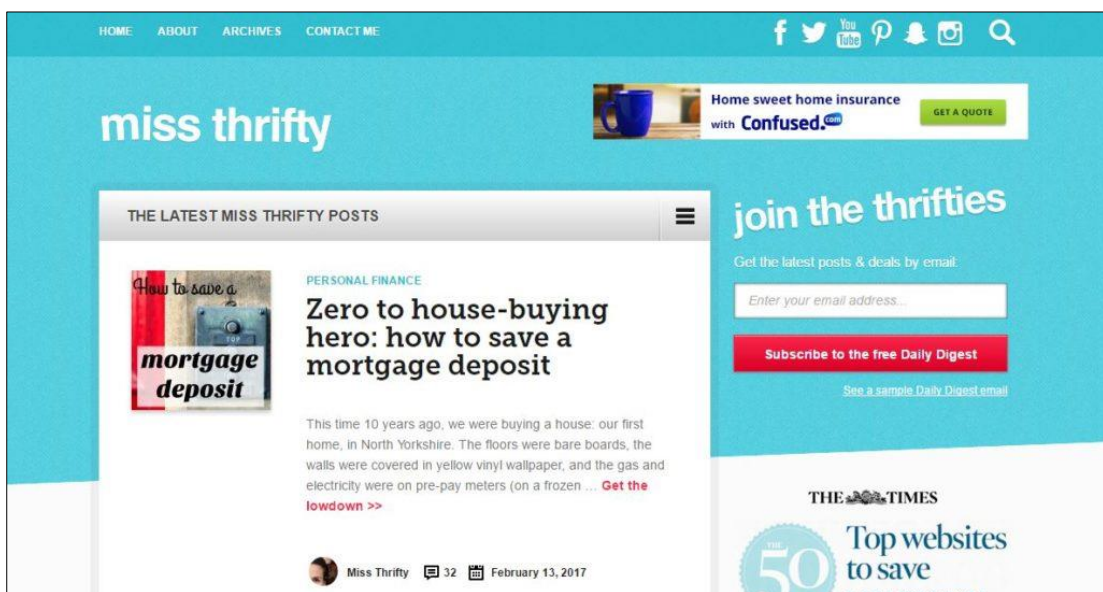 HOME ABOUT ARCHIVES CONTACT ME
You
Tube
miss thrifty
Home sweet home insurance
with Confused.com
GET A QUOTE
THE LATEST MISS THRIFTY POSTS
How to save a
TOP
mortgage
deposit
PERSONAL FINANCE
Zero to house-buying
hero: how to save a
mortgage deposit
This time 10 years ago, we were buying a house: our first
home, in North Yorkshire. The floors were bare boards, the
walls were covered in yellow vinyl wallpaper, and the gas and
electricity were on pre-pay meters (on a frozen … Get the
lowdown >>
Miss Thrifty 32 February 13, 2017
join the thrifties
Get the latest posts & deals by email:
Enter your email address...
Subscribe to the free Daily Digest
See a sample Daily Digest email
THE TIMES
THE
50
Top websites
to save